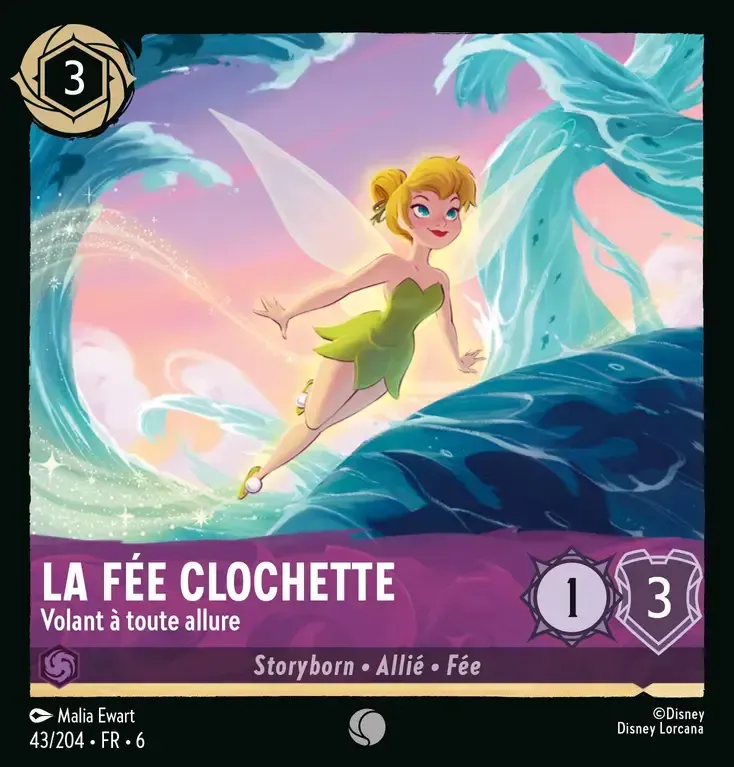 3
LA FÉE CLOCHETTE
Volant à toute allure
1
3
Storyborn • Allié • Fée
Malia Ewart
43/204 • FR • 6
©Disney
Disney Lorcana